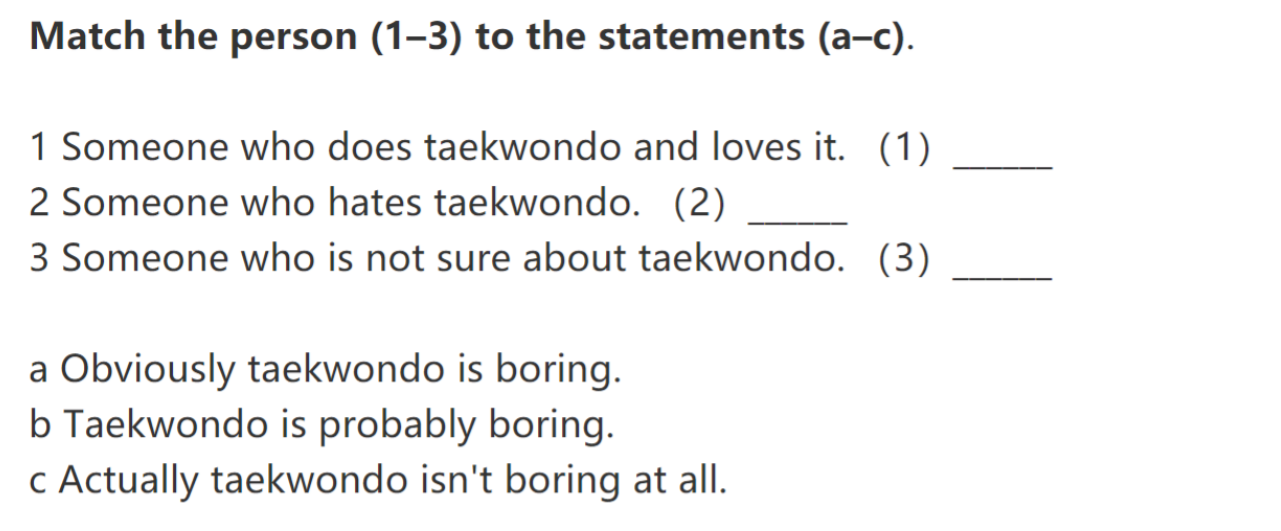 Match the person (1–3) to the statements (a–c).
1 Someone who does taekwondo and loves it. (1) ______
2 Someone who hates taekwondo. (2) ______
3 Someone who is not sure about taekwondo. (3) ______
a Obviously taekwondo is boring.
b Taekwondo is probably boring.
c Actually taekwondo isn't boring at all.